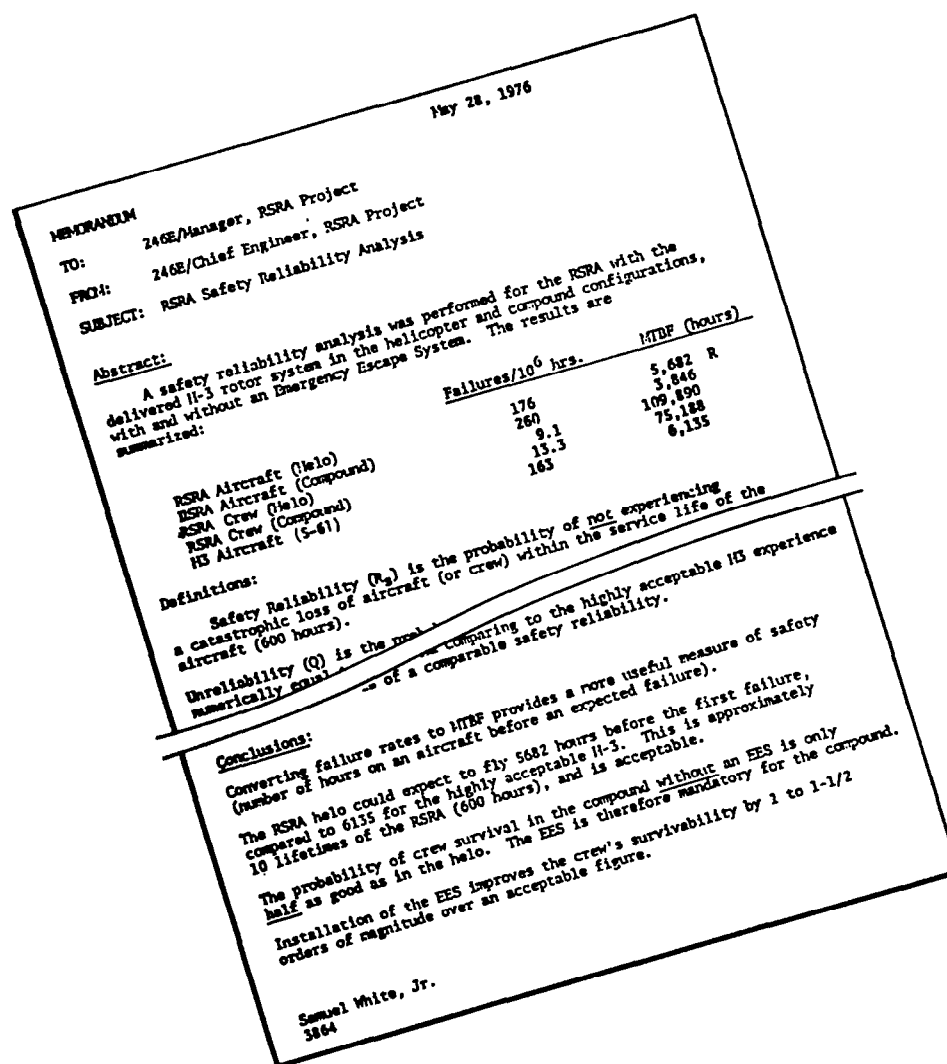 May 28, 1976
MEMORANDUM
TO: 246E/Manager, RSRA Project
FROM: 246E/Chief Engineer, RSRA Project
SUBJECT: RSRA Safety Reliability Analysis
Abstract:
A safety reliability analysis was performed for the RSRA with the
delivered H-3 rotor system in the helicopter and compound configurations,
with and without an Emergency Escape System. The results are
summarized:
Failures/10⁶ hrs. MTBF (hours)
RSRA Aircraft (Helo) 176 5,682 R
RSRA Aircraft (Compound) 260 3,846
RSRA Crew (Helo) 9.1 109,890
RSRA Crew (Compound) 13.3 75,188
H3 Aircraft (S-61) 163 6,135
Definitions:
Safety Reliability (Rs) is the probability of not experiencing
a catastrophic loss of aircraft (or crew) within the service life of the
aircraft (600 hours).
Unreliability (Q) is the
numerically equal
comparing to the highly acceptable H3 experience
of a comparable safety reliability.
Conclusions:
Converting failure rates to MTBF provides a more useful measure of safety
(number of hours on an aircraft before an expected failure).
The RSRA helo could expect to fly 5682 hours before the first failure,
compared to 6135 for the highly acceptable H-3. This is approximately
10 lifetimes of the RSRA (600 hours), and is acceptable.
The probability of crew survival in the compound without an EES is only
half as good as in the helo. The EES is therefore mandatory for the compound.
Installation of the EES improves the crew's survivability by 1 to 1-1/2
orders of magnitude over an acceptable figure.
Samuel White, Jr.
3864